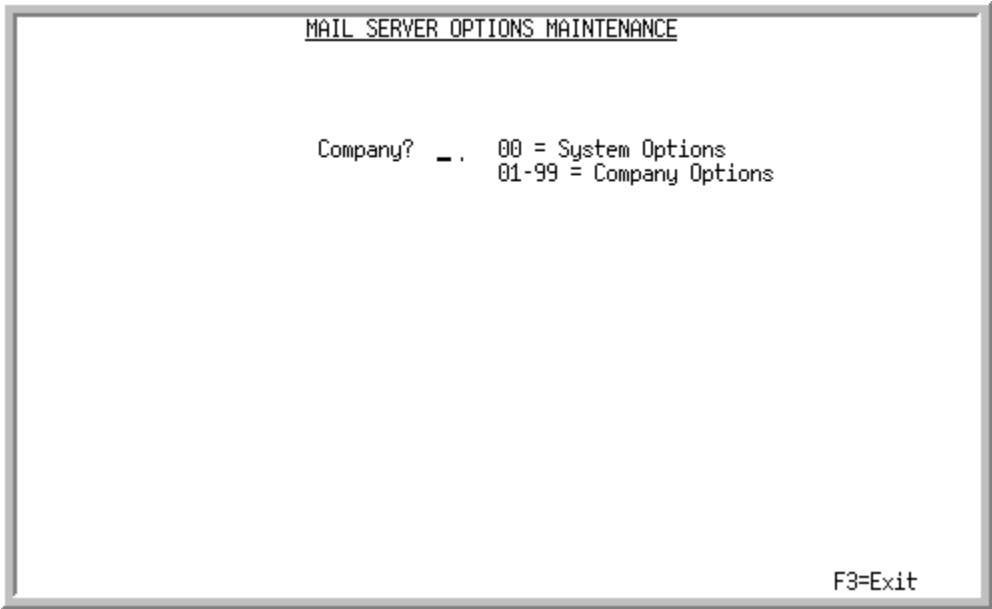 MAIL SERVER OPTIONS MAINTENANCE
Company? _ . 00 = System Options
01-99 = Company Options
F3=Exit